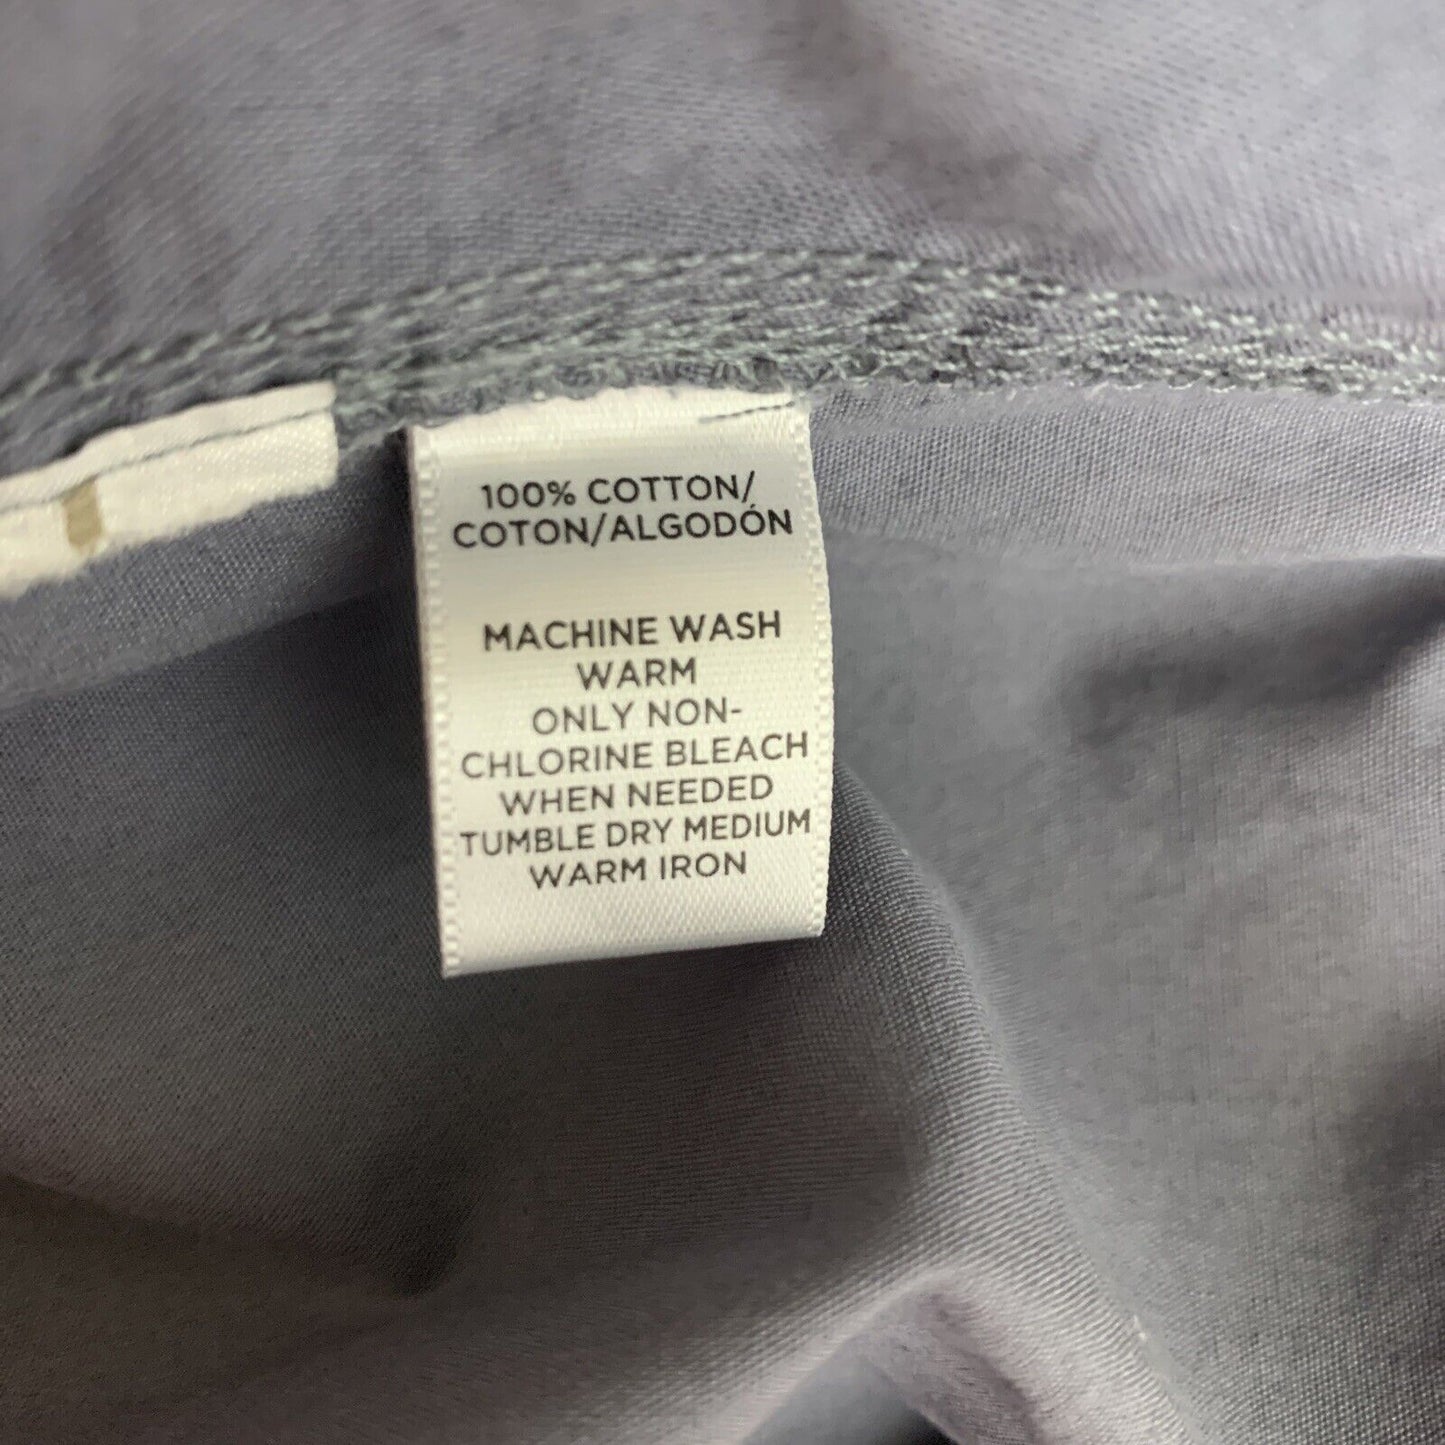 100% COTTON/
COTON/ALGODÓN
MACHINE WASH
WARM
ONLY NON-
CHLORINE BLEACH
WHEN NEEDED
TUMBLE DRY MEDIUM
WARM IRON